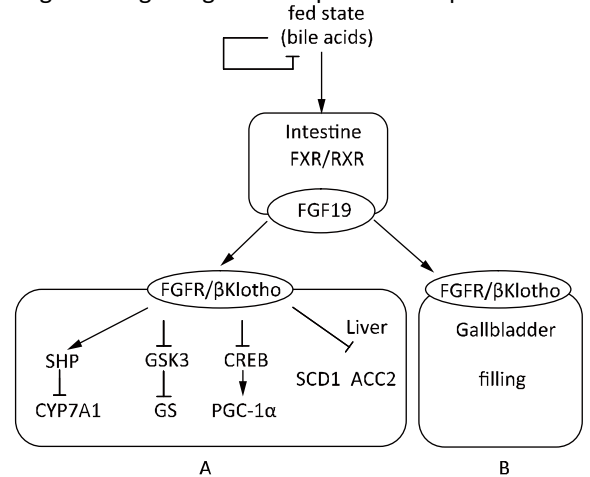 fed state
(bile acids)
Intestine
FXR/RXR
FGF19
FGFR/βKlotho
FGFR/βKlotho
Liver
Gallbladder
SHP
GSK3
CREB
SCD1 ACC2
filling
CYP7A1
GS
PGC-1α
A
B